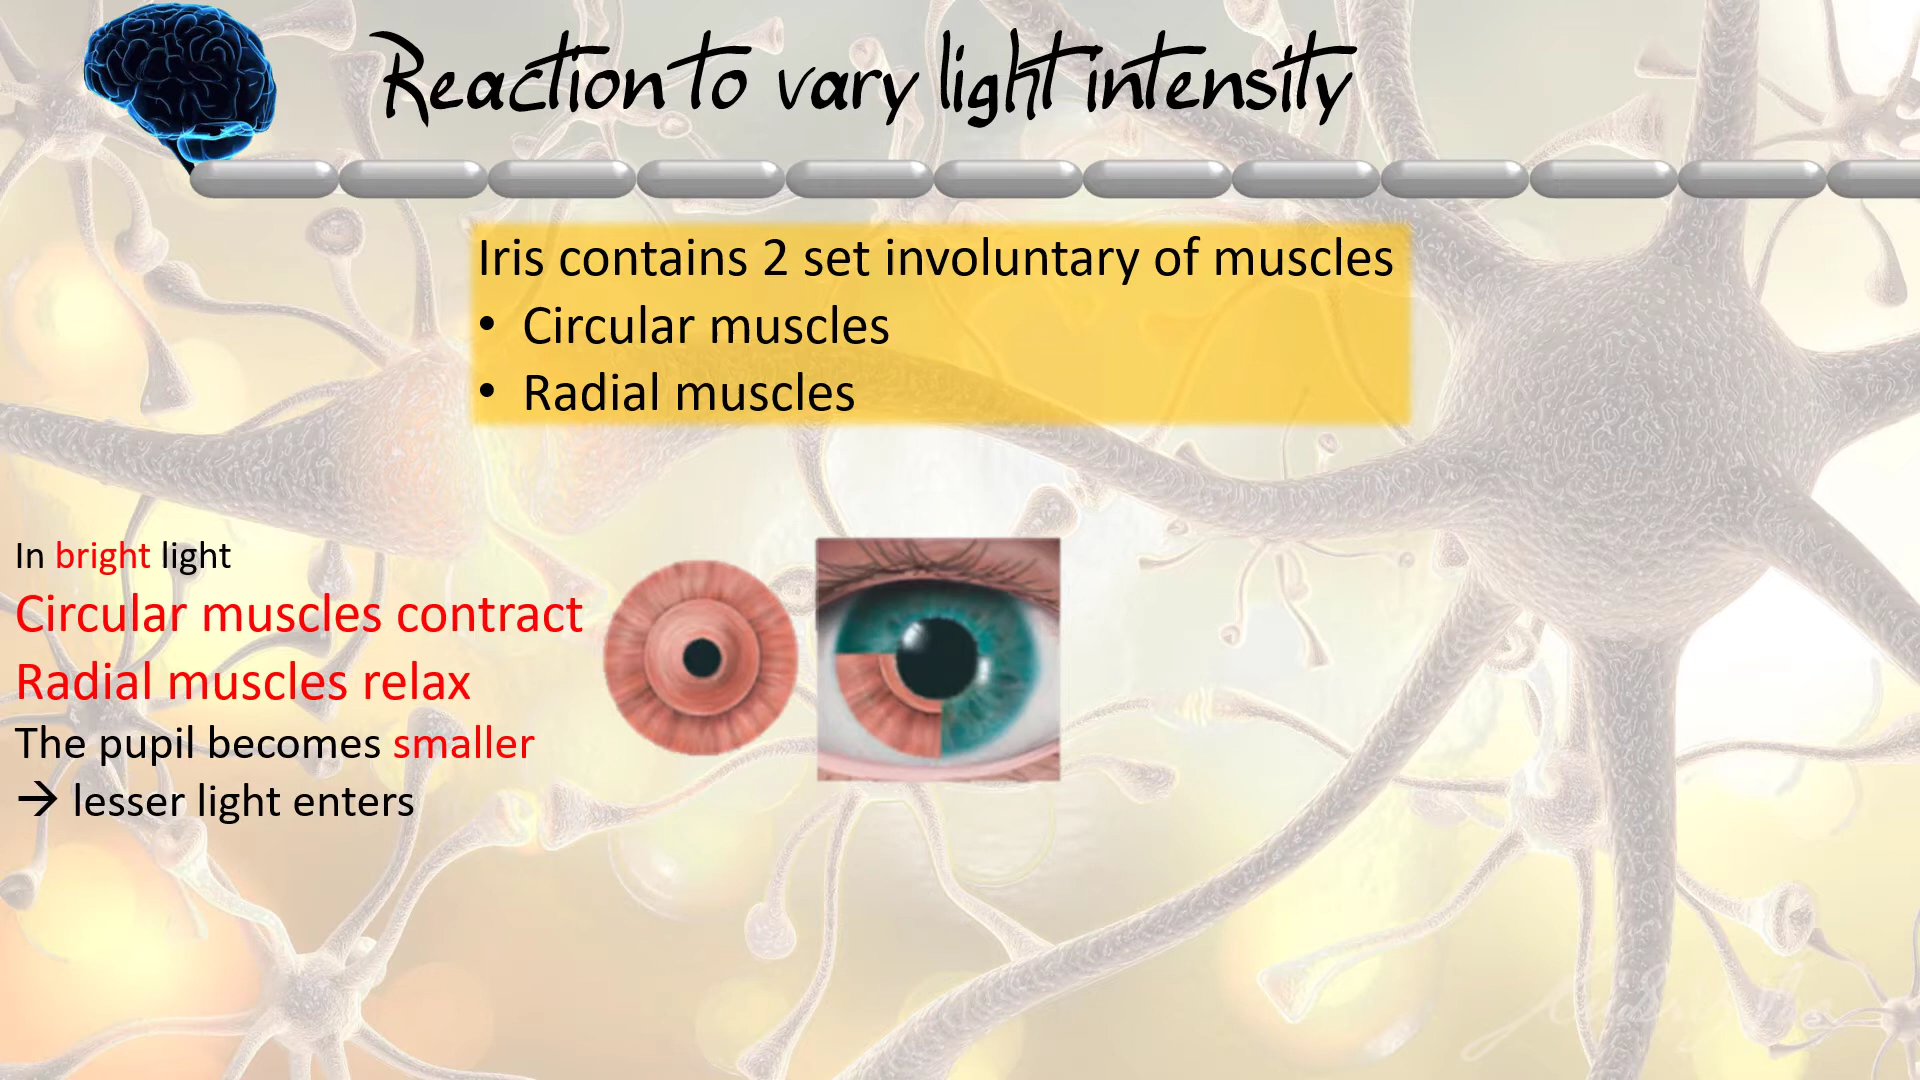 Reaction to vary light intensity
Iris contains 2 set involuntary of muscles
• Circular muscles
• Radial muscles
In bright light
Circular muscles contract
Radial muscles relax
The pupil becomes smaller
→ lesser light enters